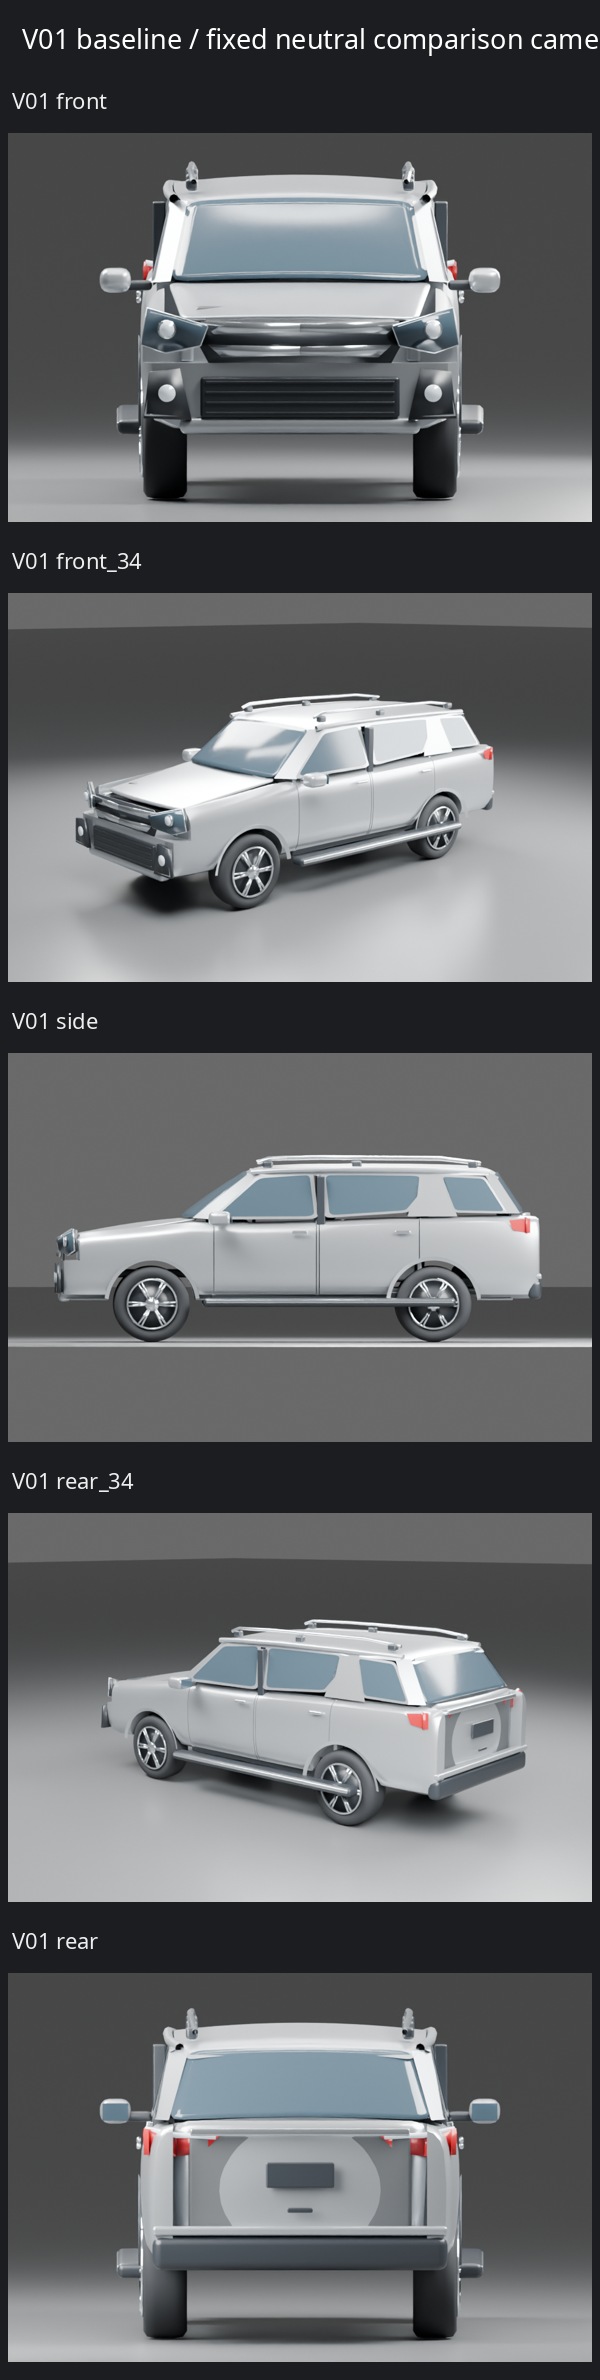 V01 baseline / fixed neutral comparison came
V01 front
V01 front_34
V01 side
V01 rear_34
V01 rear